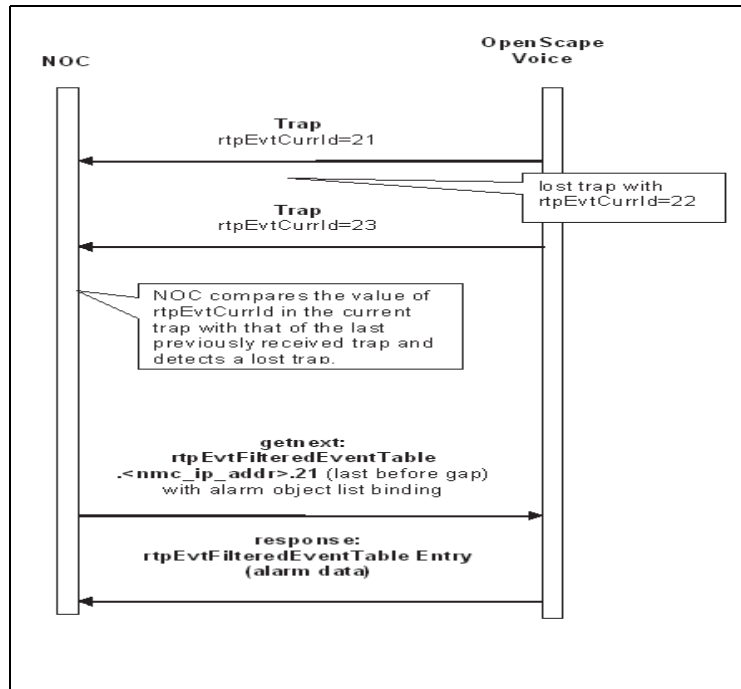 OpenScape
Voice
NOC
Trap
rtpEvtCurrId=21
lost trap with
rtpEvtCurrId=22
Trap
rtpEvtCurrId=23
NOC compares the value of
rtpEvtCurrId in the current
trap with that of the last
previously received trap and
detects a lost trap.
getnext:
rtpEvtFilteredEventTable
.<nmc_ip_addr>.21 (last before gap)
with alarm object list binding
response:
rtpEvtFilteredEventTable Entry
(alarm data)